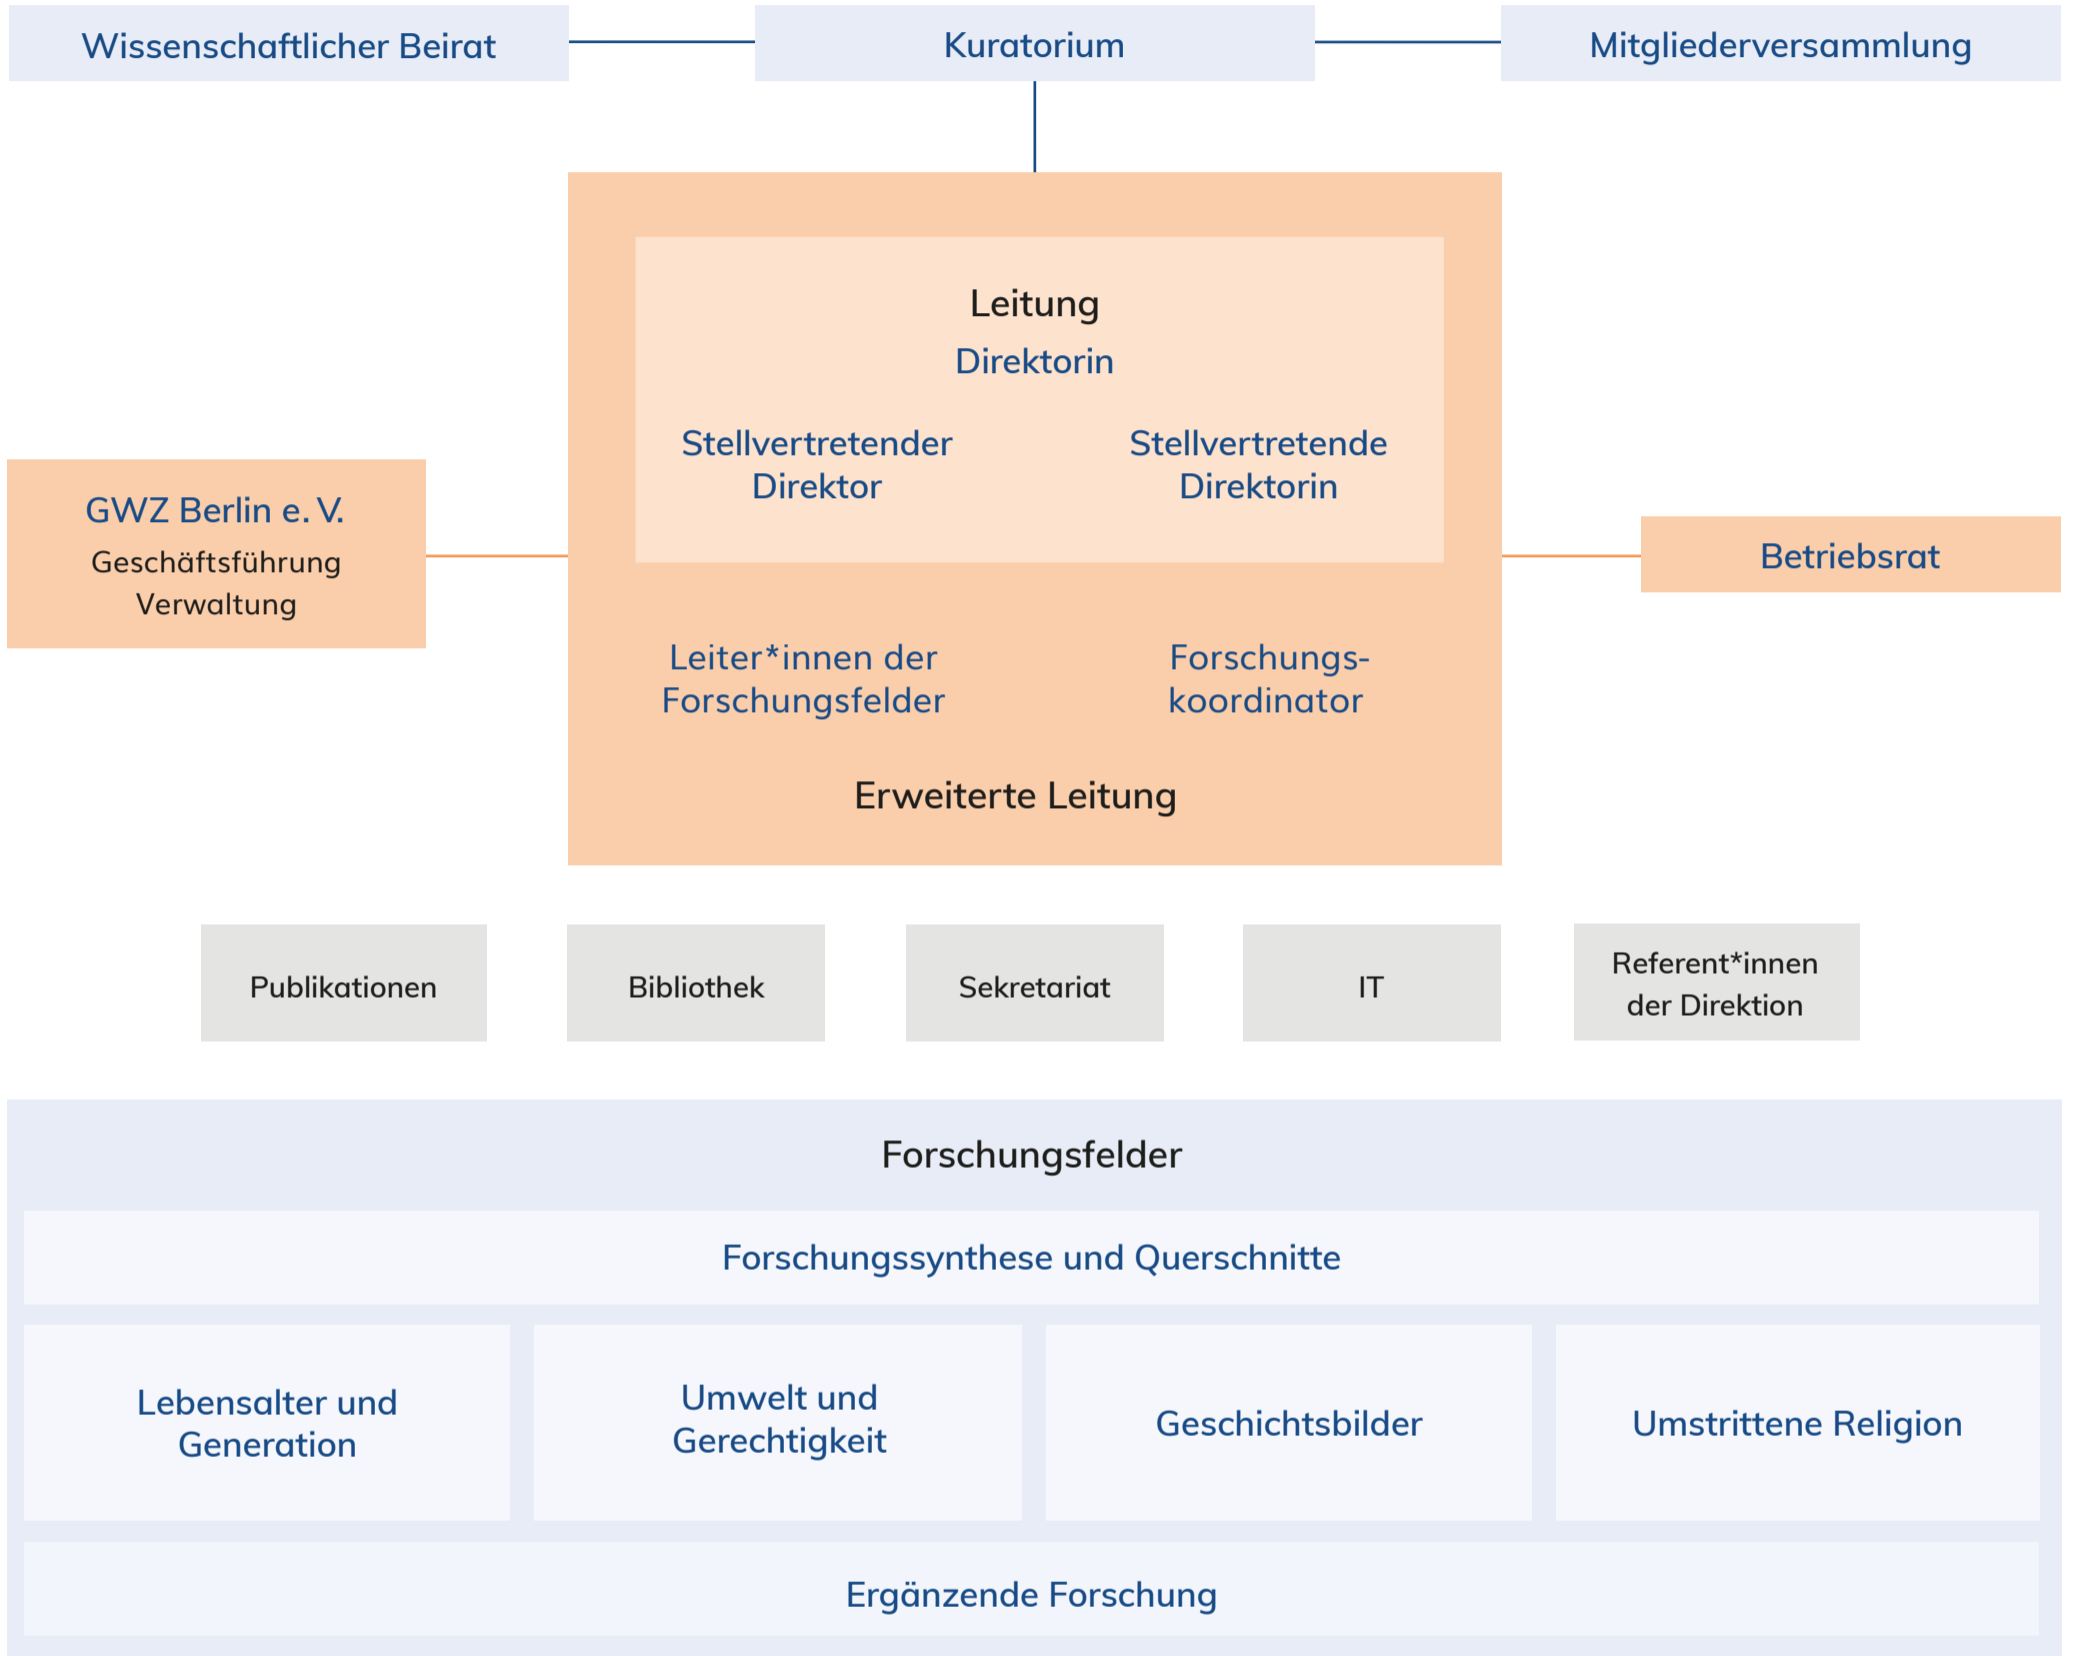 Wissenschaftlicher Beirat
Kuratorium
Mitgliederversammlung
Leitung
Direktorin
Stellvertretender
Direktor
Stellvertretende
Direktorin
GWZ Berlin e. V.
Geschäftsführung
Verwaltung
Betriebsrat
Leiter*innen der
Forschungsfelder
Forschungs-
koordinator
Erweiterte Leitung
Publikationen
Bibliothek
Sekretariat
IT
Referent*innen
der Direktion
Forschungsfelder
Forschungssynthese und Querschnitte
Lebensalter und
Generation
Umwelt und
Gerechtigkeit
Geschichtsbilder
Umstrittene Religion
Ergänzende Forschung